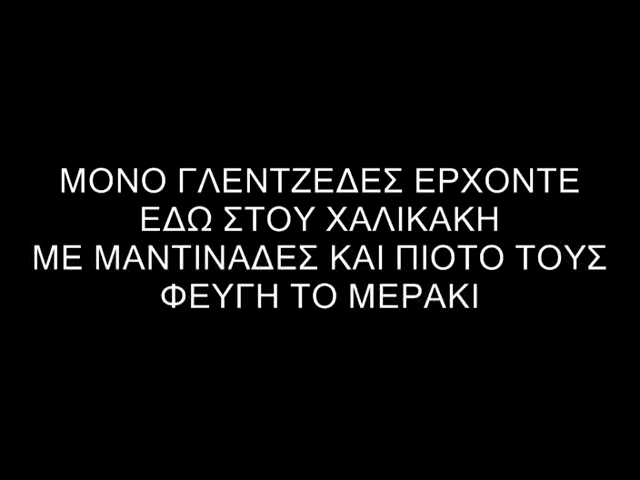 ΜΟΝΟ ΓΛΕΝΤΖΕΔΕΣ ΕΡΧΟΝΤΕ
ΕΔΩ ΣΤΟΥ ΧΑΛΙΚΑΚΗ
ΜΕ ΜΑΝΤΙΝΑΔΕΣ ΚΑΙ ΠΙΟΤΟ ΤΟΥΣ
ΦΕΥΓΗ ΤΟ ΜΕΡΑΚΙ